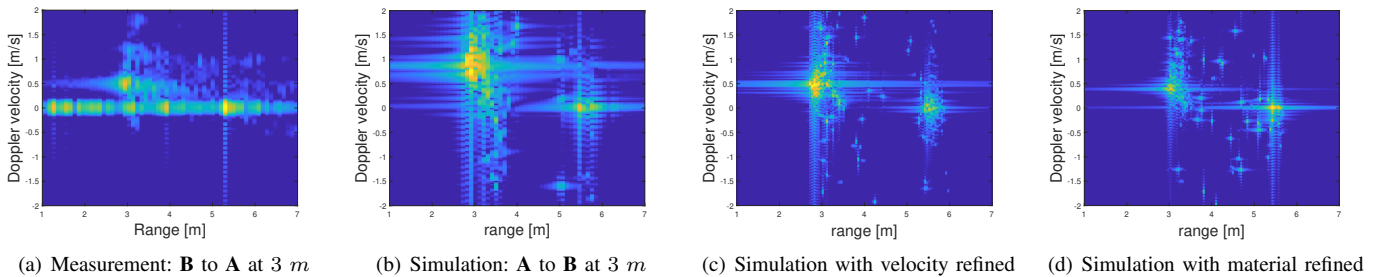 2
1.5
1
0.5
0
-0.5
-1
-1.5
-2
Doppler velocity [m/s]
1 2 3 4 5 6 7
Range [m]
(a) Measurement: B to A at 3 m
2
1.5
1
0.5
0
-0.5
-1
-1.5
-2
Doppler velocity [m/s]
1 2 3 4 5 6 7
range [m]
(b) Simulation: A to B at 3 m
2
1.5
1
0.5
0
-0.5
-1
-1.5
-2
Doppler velocity [m/s]
1 2 3 4 5 6 7
range [m]
(c) Simulation with velocity refined
2
1.5
1
0.5
0
-0.5
-1
-1.5
-2
Doppler velocity [m/s]
1 2 3 4 5 6 7
range [m]
(d) Simulation with material refined